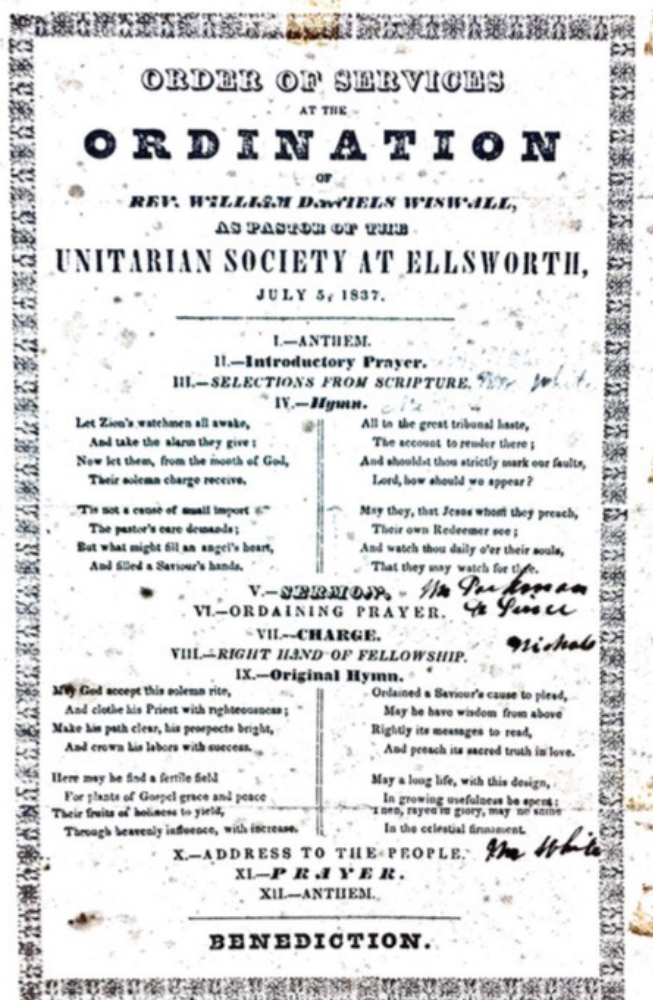 ORDER OF SERVICES
AT THE
ORDINATION
OF
REV. WILLIAM DANIELS WISWALL,
AS PASTOR OF THE
UNITARIAN SOCIETY AT ELLSWORTH,
JULY 5, 1837.
I.—ANTHEM.
II.—Introductory Prayer.
III.—SELECTIONS FROM SCRIPTURE.
IV.—Hymn.
Let Zion's watchmen all awake,
And take the alarm they give;
Now let them, from the mouth of God,
Their solemn charge receive.
'Tis not a cause of small import
The pastor's care demands;
But what might fill an angel's heart,
And filled a Saviour's hands.
All to the great tribunal haste,
The account to render there;
And shouldst thou strictly mark our faults,
Lord, how should we appear?
May they, that Jesus whom they preach,
Their own Redeemer see;
And watch thou daily o'er their souls,
That they may watch for thee.
V.—SERMON. Mr Parkman
VI.—ORDAINING PRAYER.
VII.—CHARGE.
Nichols
VIII.—RIGHT HAND OF FELLOWSHIP.
IX.—Original Hymn.
May God accept this solemn rite,
And clothe his Priest with righteousness;
Make his path clear, his prospects bright,
And crown his labors with success.
Here may he find a fertile field
For plants of Gospel grace and peace
Their fruits of holiness to yield,
Through heavenly influence, with increase.
Ordained a Saviour's cause to plead,
May he have wisdom from above
Rightly its messages to read,
And preach its sacred truth in love.
May a long life, with this design,
In growing usefulness be spent;
Then, rayed in glory, may he shine
In the celestial firmament.
X.—ADDRESS TO THE PEOPLE. Mr White
XI.—PRAYER.
XII.—ANTHEM.
BENEDICTION.